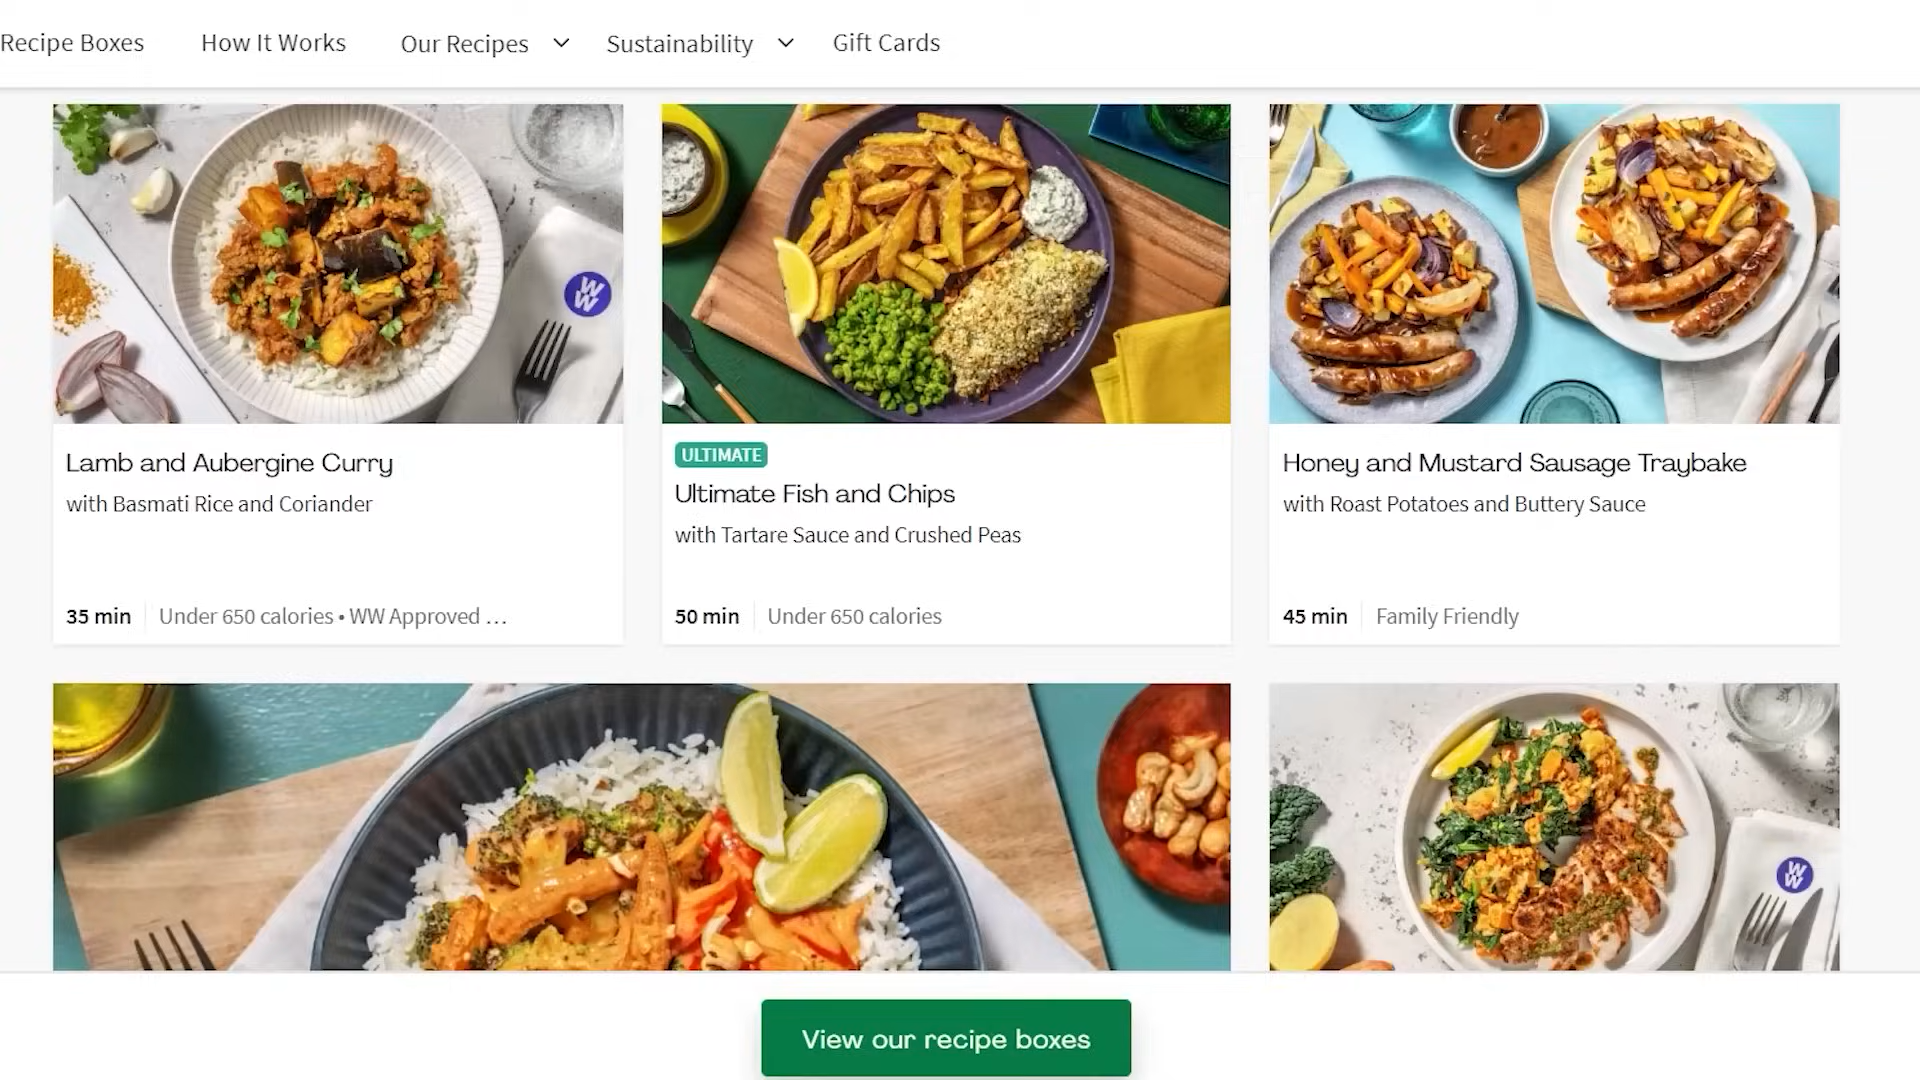 Recipe Boxes
How It Works
Our Recipes
Sustainability
Gift Cards
WW
Lamb and Aubergine Curry
with Basmati Rice and Coriander
35 min
Under 650 calories • WW Approved …
ULTIMATE
Ultimate Fish and Chips
with Tartare Sauce and Crushed Peas
50 min
Under 650 calories
Honey and Mustard Sausage Traybake
with Roast Potatoes and Buttery Sauce
45 min
Family Friendly
WW
View our recipe boxes